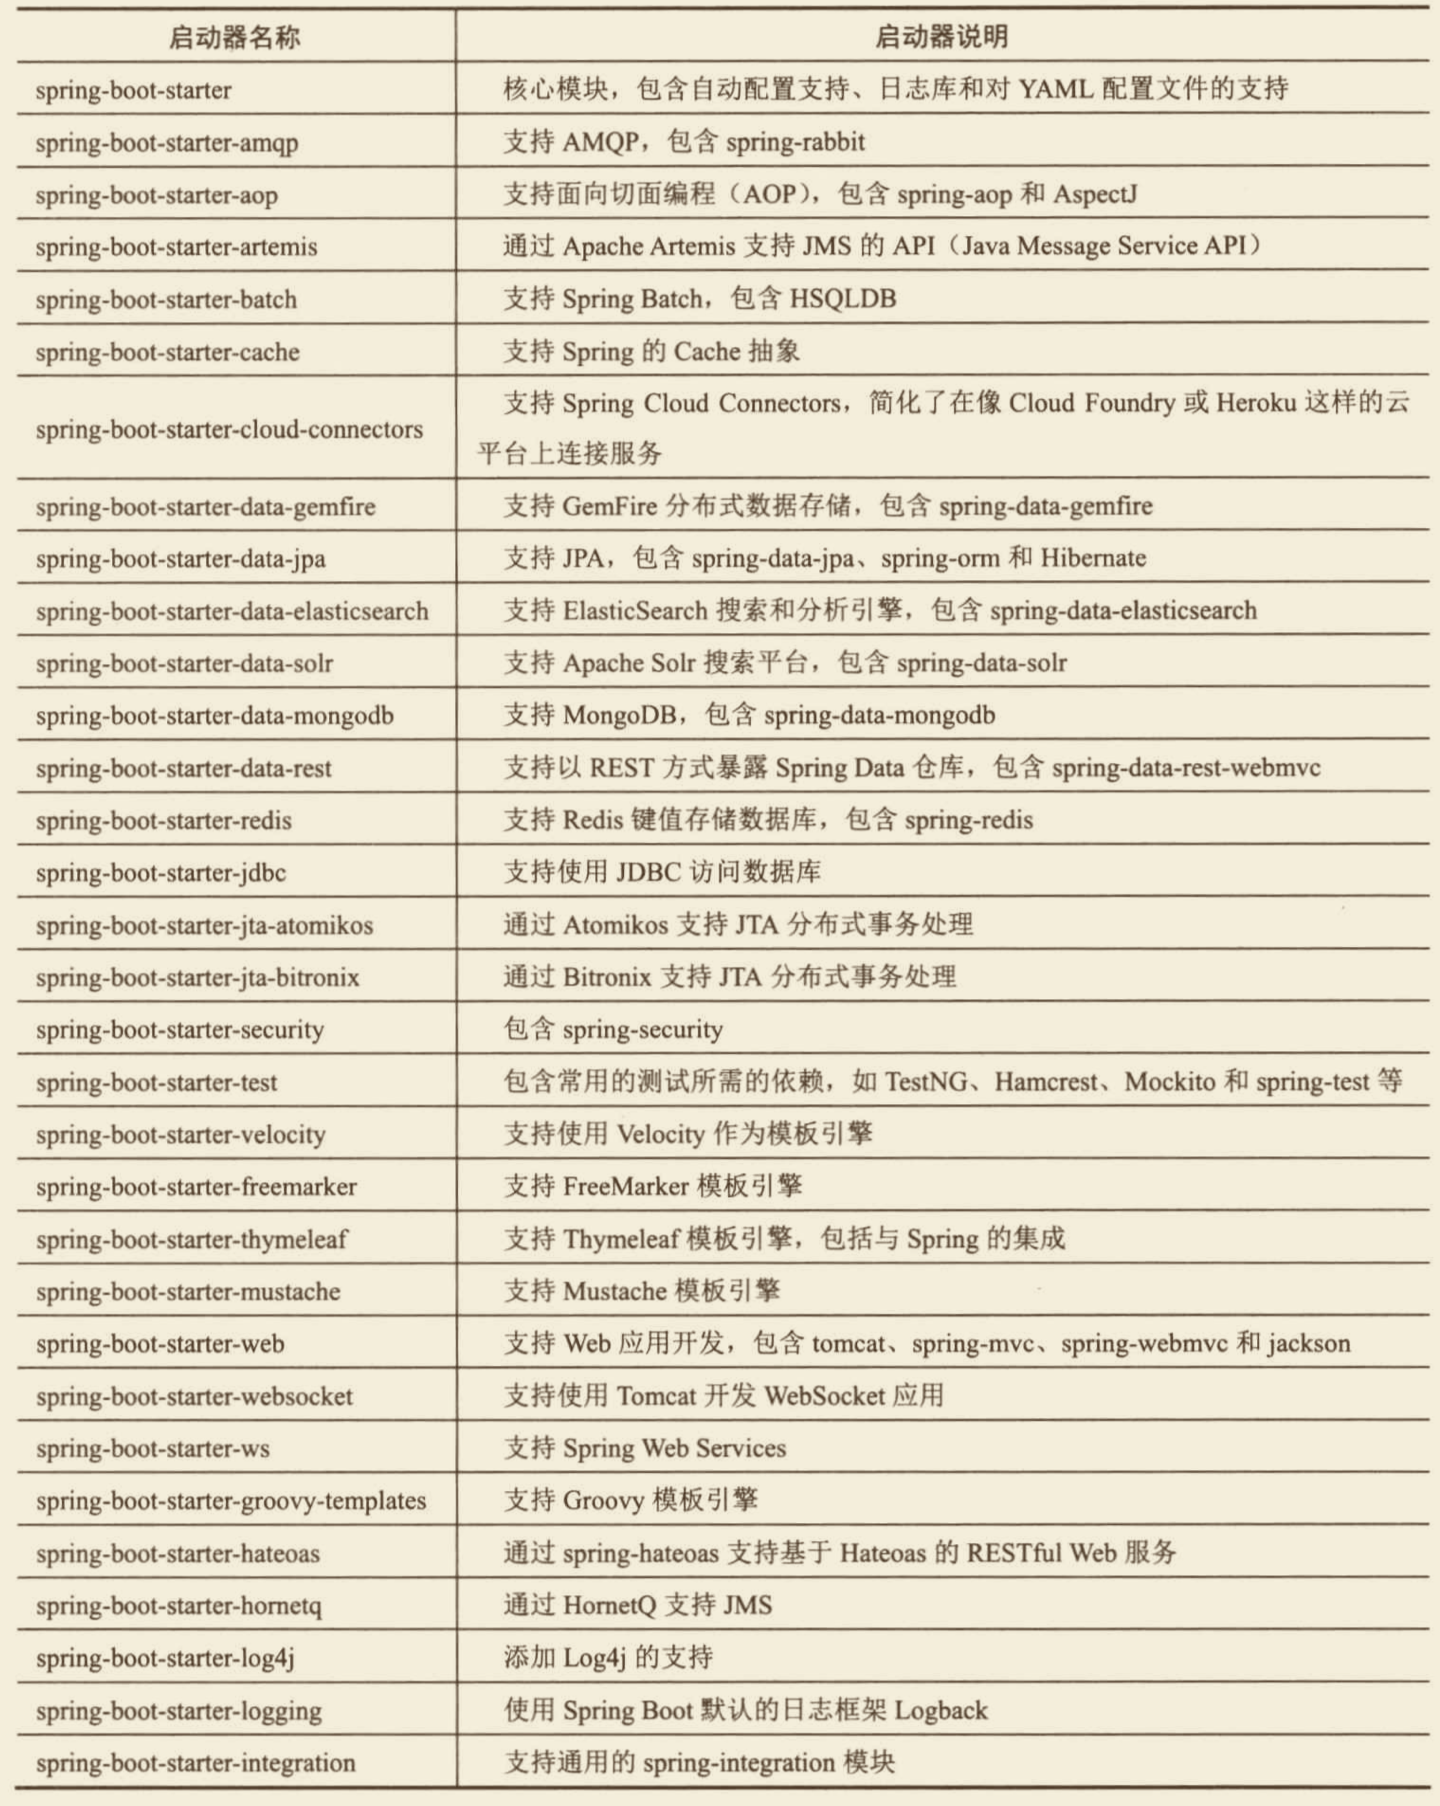 启动器名称 启动器说明
spring-boot-starter 核心模块，包含自动配置支持、日志库和对 YAML 配置文件的支持
spring-boot-starter-amqp 支持 AMQP，包含 spring-rabbit
spring-boot-starter-aop 支持面向切面编程（AOP），包含 spring-aop 和 AspectJ
spring-boot-starter-artemis 通过 Apache Artemis 支持 JMS 的 API（Java Message Service API）
spring-boot-starter-batch 支持 Spring Batch，包含 HSQLDB
spring-boot-starter-cache 支持 Spring 的 Cache 抽象
spring-boot-starter-cloud-connectors 支持 Spring Cloud Connectors，简化了在像 Cloud Foundry 或 Heroku 这样的云
平台上连接服务
spring-boot-starter-data-gemfire 支持 GemFire 分布式数据存储，包含 spring-data-gemfire
spring-boot-starter-data-jpa 支持 JPA，包含 spring-data-jpa、spring-orm 和 Hibernate
spring-boot-starter-data-elasticsearch 支持 ElasticSearch 搜索和分析引擎，包含 spring-data-elasticsearch
spring-boot-starter-data-solr 支持 Apache Solr 搜索平台，包含 spring-data-solr
spring-boot-starter-data-mongodb 支持 MongoDB，包含 spring-data-mongodb
spring-boot-starter-data-rest 支持以 REST 方式暴露 Spring Data 仓库，包含 spring-data-rest-webmvc
spring-boot-starter-redis 支持 Redis 键值存储数据库，包含 spring-redis
spring-boot-starter-jdbc 支持使用 JDBC 访问数据库
spring-boot-starter-jta-atomikos 通过 Atomikos 支持 JTA 分布式事务处理
spring-boot-starter-jta-bitronix 通过 Bitronix 支持 JTA 分布式事务处理
spring-boot-starter-security 包含 spring-security
spring-boot-starter-test 包含常用的测试所需的依赖，如 TestNG、Hamcrest、Mockito 和 spring-test 等
spring-boot-starter-velocity 支持使用 Velocity 作为模板引擎
spring-boot-starter-freemarker 支持 FreeMarker 模板引擎
spring-boot-starter-thymeleaf 支持 Thymeleaf 模板引擎，包括与 Spring 的集成
spring-boot-starter-mustache 支持 Mustache 模板引擎
spring-boot-starter-web 支持 Web 应用开发，包含 tomcat、spring-mvc、spring-webmvc 和 jackson
spring-boot-starter-websocket 支持使用 Tomcat 开发 WebSocket 应用
spring-boot-starter-ws 支持 Spring Web Services
spring-boot-starter-groovy-templates 支持 Groovy 模板引擎
spring-boot-starter-hateoas 通过 spring-hateoas 支持基于 Hateoas 的 RESTful Web 服务
spring-boot-starter-hornetq 通过 HornetQ 支持 JMS
spring-boot-starter-log4j 添加 Log4j 的支持
spring-boot-starter-logging 使用 Spring Boot 默认的日志框架 Logback
spring-boot-starter-integration 支持通用的 spring-integration 模块